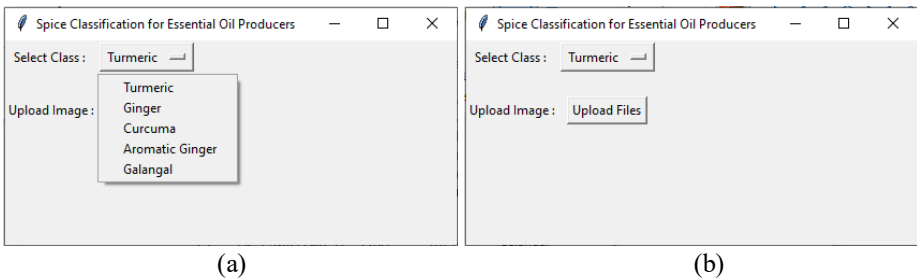 Spice Classification for Essential Oil Producers
Select Class :
Turmeric
Turmeric
Ginger
Curcuma
Aromatic Ginger
Galangal
Upload Image :
(a)
Spice Classification for Essential Oil Producers
Select Class :
Turmeric
Upload Image :
Upload Files
(b)